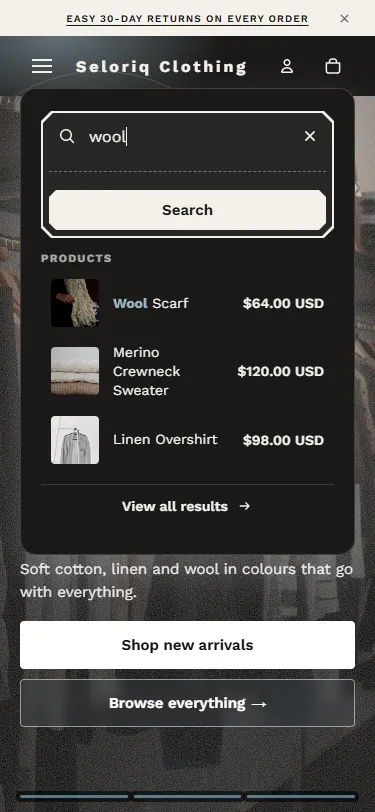 EASY 30-DAY RETURNS ON EVERY ORDER
Seloriq Clothing
wool
Search
PRODUCTS
Wool Scarf
$64.00 USD
Merino
Crewneck
Sweater
$120.00 USD
Linen Overshirt
$98.00 USD
View all results →
Soft cotton, linen and wool in colours that go
with everything.
Shop new arrivals
Browse everything →